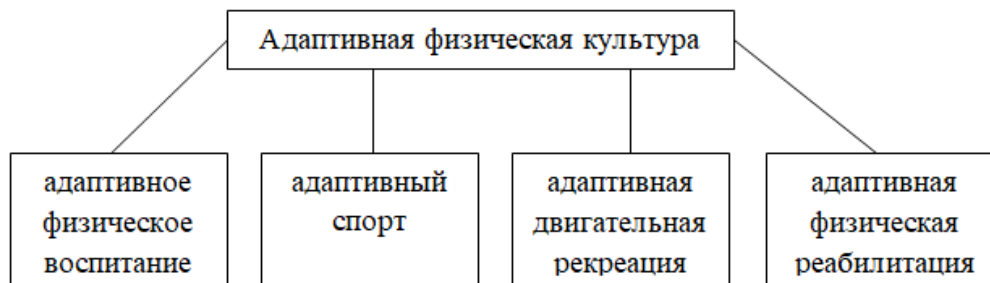 Адаптивная физическая культура
адаптивное
физическое
воспитание
адаптивный
спорт
адаптивная
двигательная
рекреация
адаптивная
физическая
реабилитация